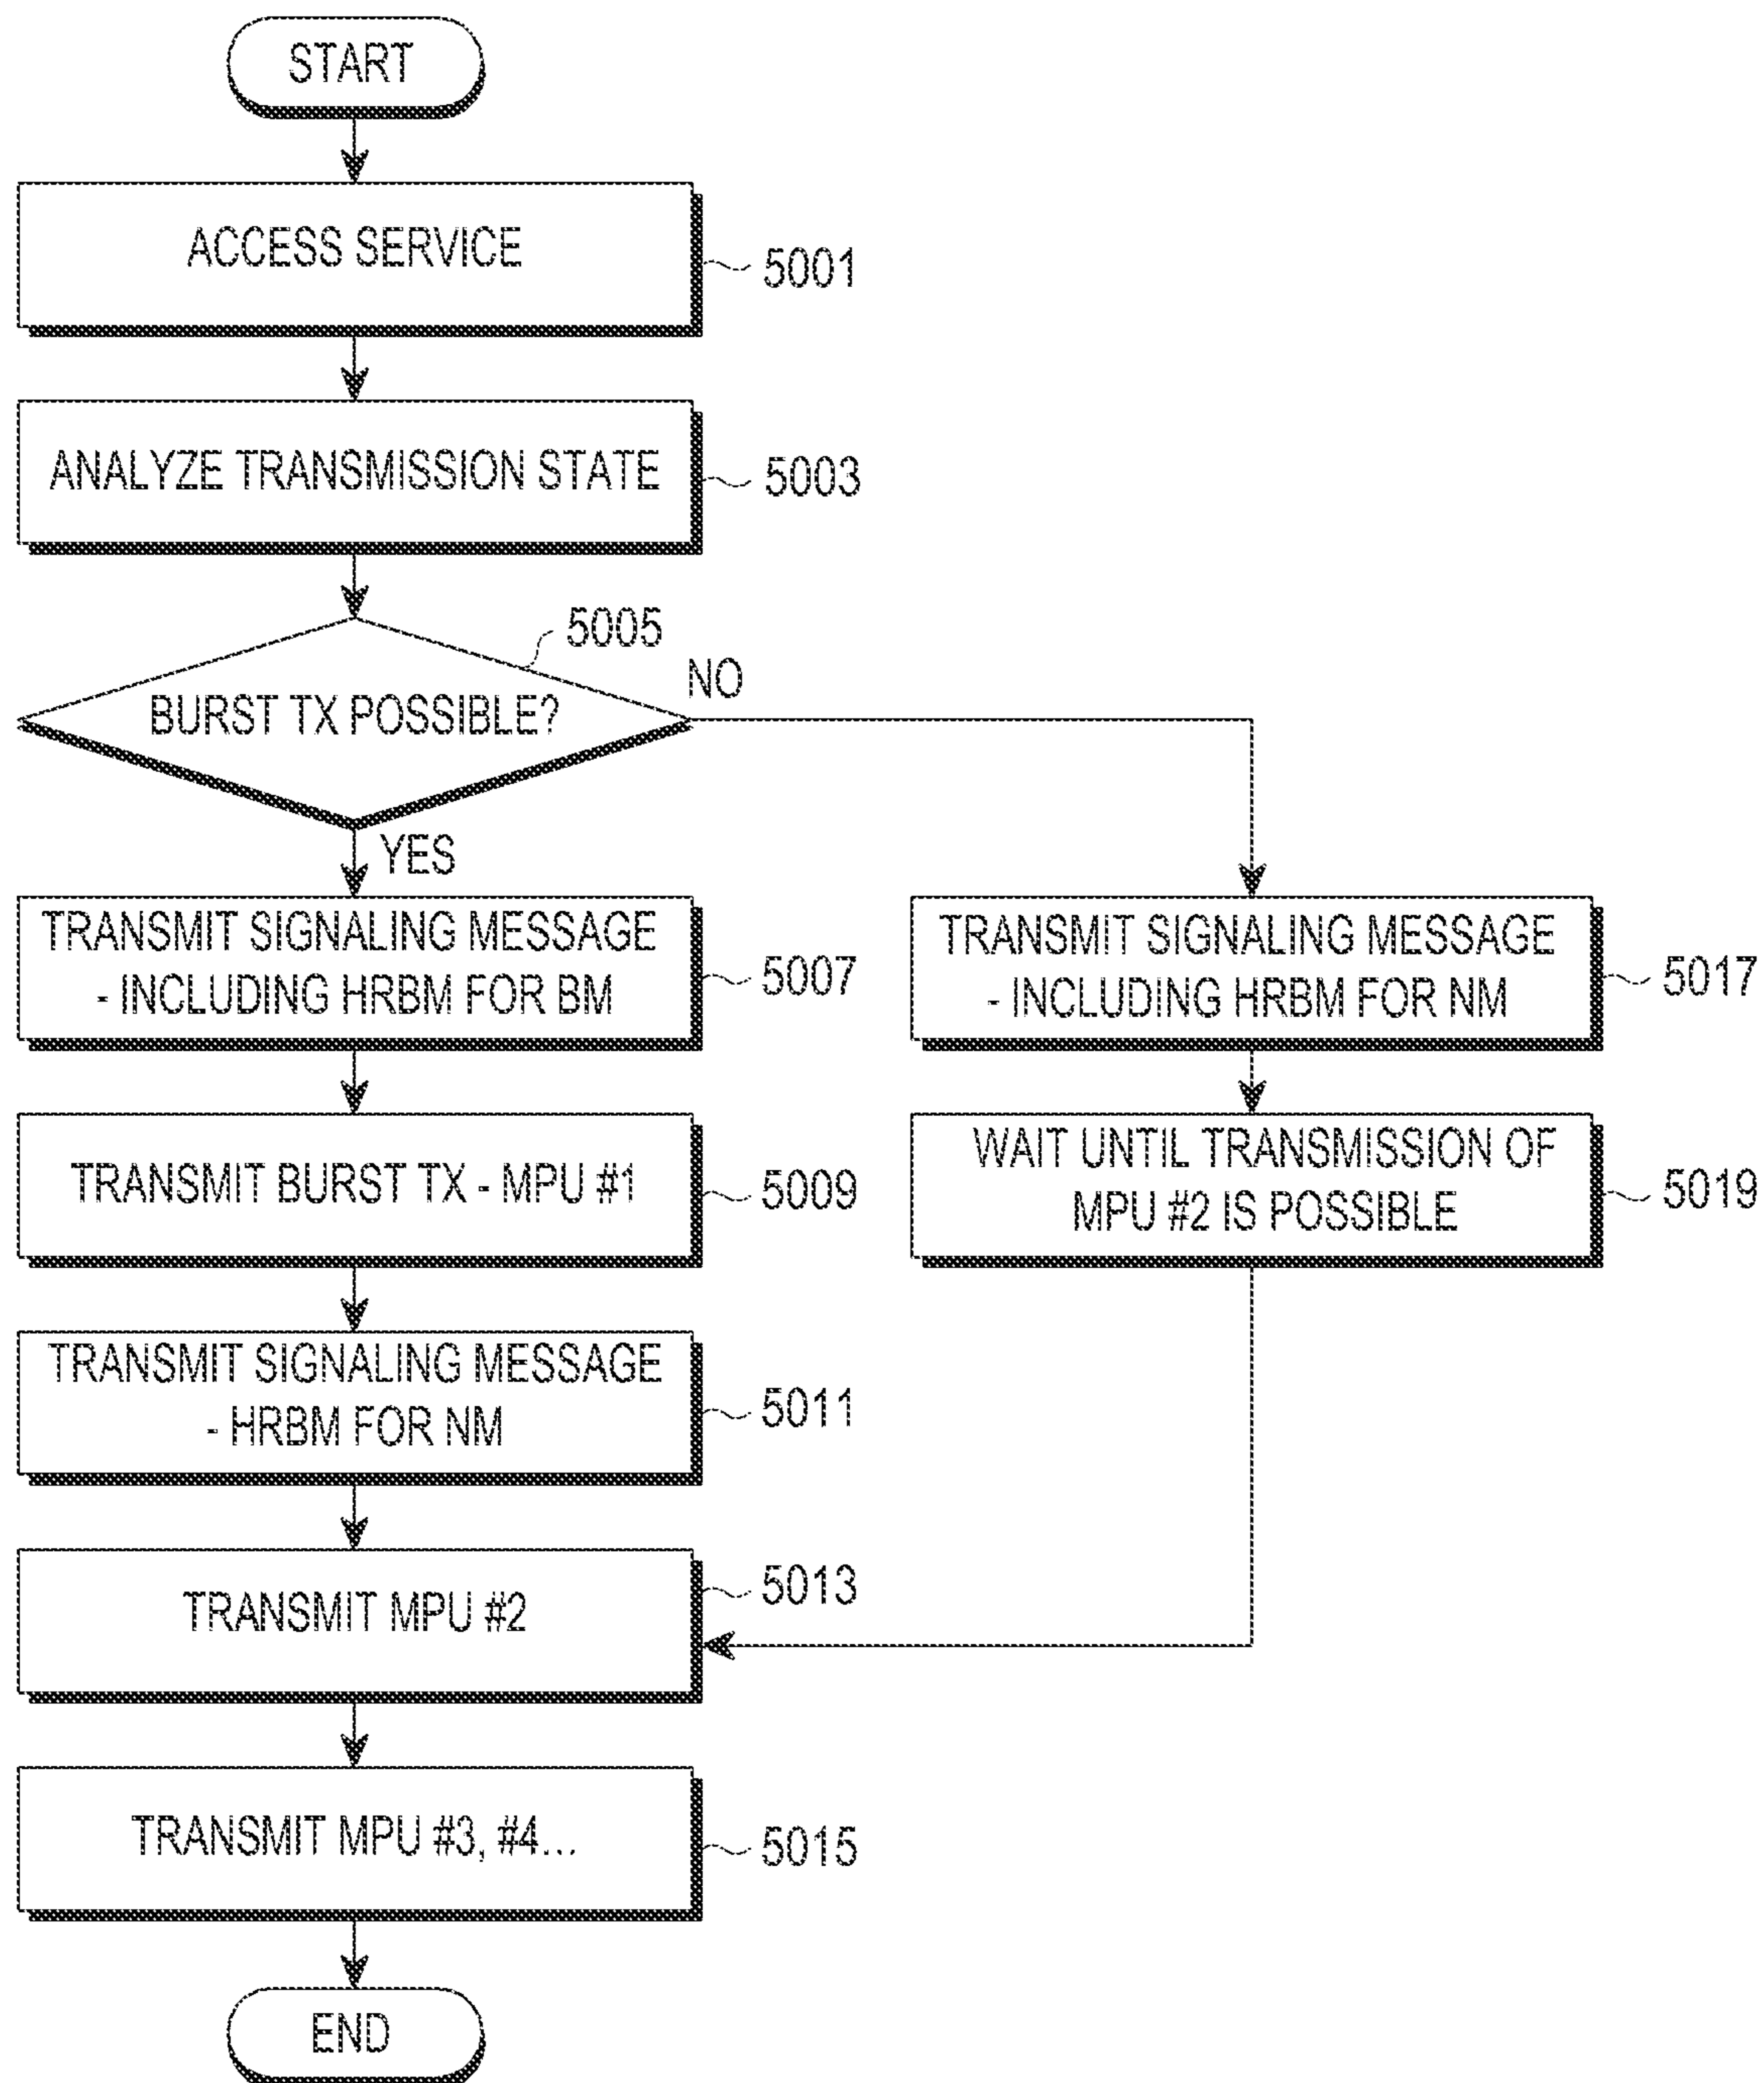 START
ACCESS SERVICE
5001
ANALYZE TRANSMISSION STATE
5003
5005
BURST TX POSSIBLE?
NO
YES
TRANSMIT SIGNALING MESSAGE
- INCLUDING HRBM FOR BM
5007
TRANSMIT SIGNALING MESSAGE
- INCLUDING HRBM FOR NM
5017
TRANSMIT BURST TX - MPU #1
5009
WAIT UNTIL TRANSMISSION OF
MPU #2 IS POSSIBLE
5019
TRANSMIT SIGNALING MESSAGE
- HRBM FOR NM
5011
TRANSMIT MPU #2
5013
TRANSMIT MPU #3, #4...
5015
END